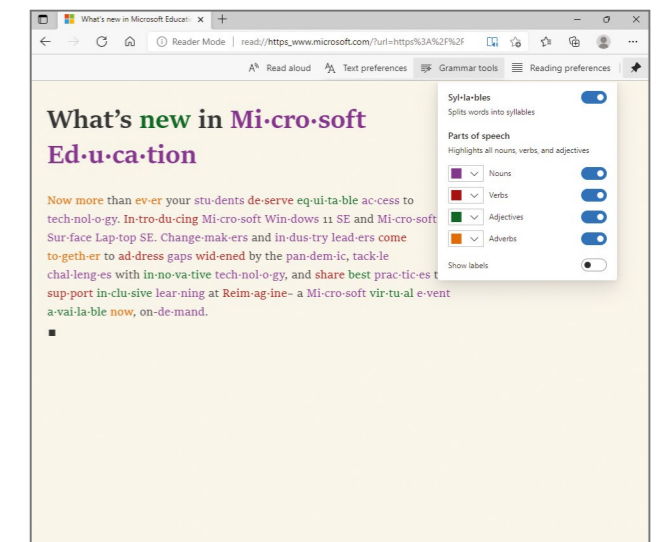 What's new in Microsoft Educati
Reader Mode | read://https_www.microsoft.com/?url=https%3A%2F%2F
Read aloud Text preferences Grammar tools Reading preferences
What's new in Mi·cro·soft
Ed·u·ca·tion
Now more than ev·er your stu·dents de·serve eq·ui·ta·ble ac·cess to
tech·nol·o·gy. In·tro·du·cing Mi·cro·soft Win·dows 11 SE and Mi·cro·soft
Sur·face Lap·top SE. Change·mak·ers and in·dus·try lead·ers come
to·geth·er to ad·dress gaps wid·ened by the pan·dem·ic, tack·le
chal·leng·es with in·no·va·tive tech·nol·o·gy, and share best prac·tic·es t
sup·port in·clu·sive lear·ning at Reim·ag·ine– a Mi·cro·soft vir·tu·al e·vent
a·vai·la·ble now, on-de·mand.
Syl·la·bles
Splits words into syllables
Parts of speech
Highlights all nouns, verbs, and adjectives
Nouns
Verbs
Adjectives
Adverbs
Show labels